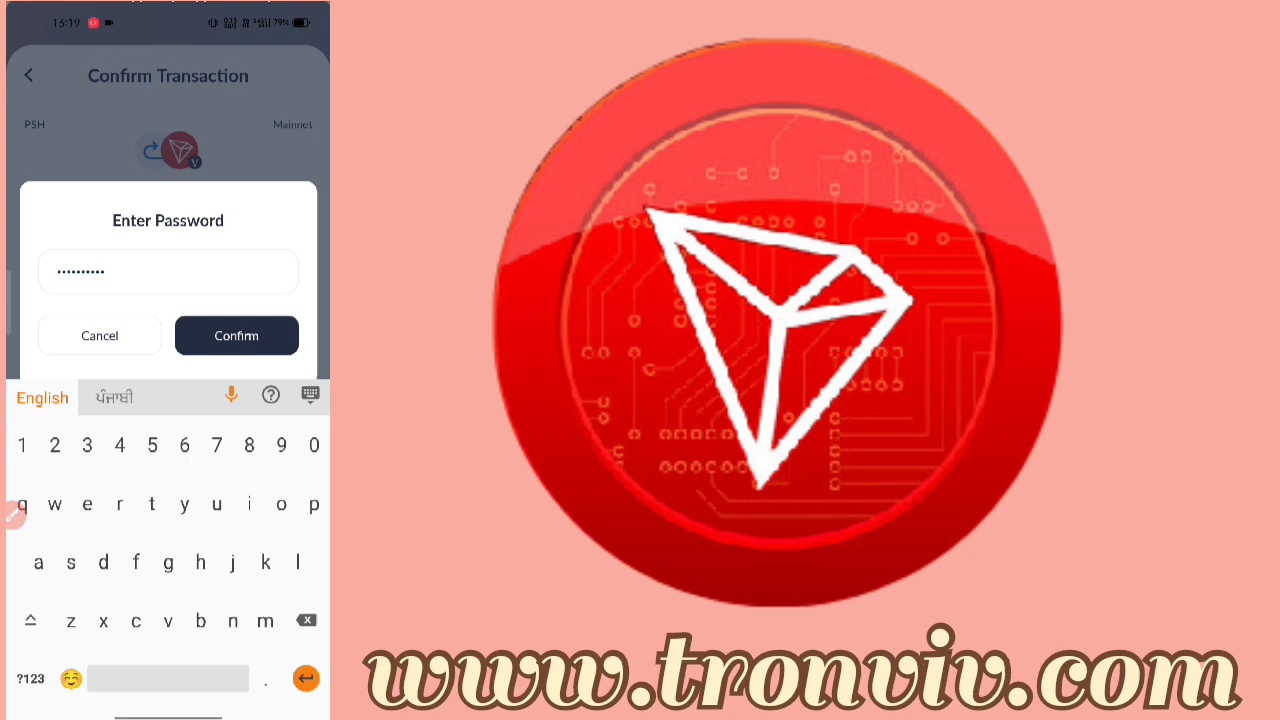 16:19
79%
Confirm Transaction
PSH
Mainnet
V
Enter Password
••••••••••
Cancel
Confirm
English
ਪੰਜਾਬੀ
1 2 3 4 5 6 7 8 9 0
q w e r t y u i o p
a s d f g h j k l
z x c v b n m
?123
.
www.tronviv.com